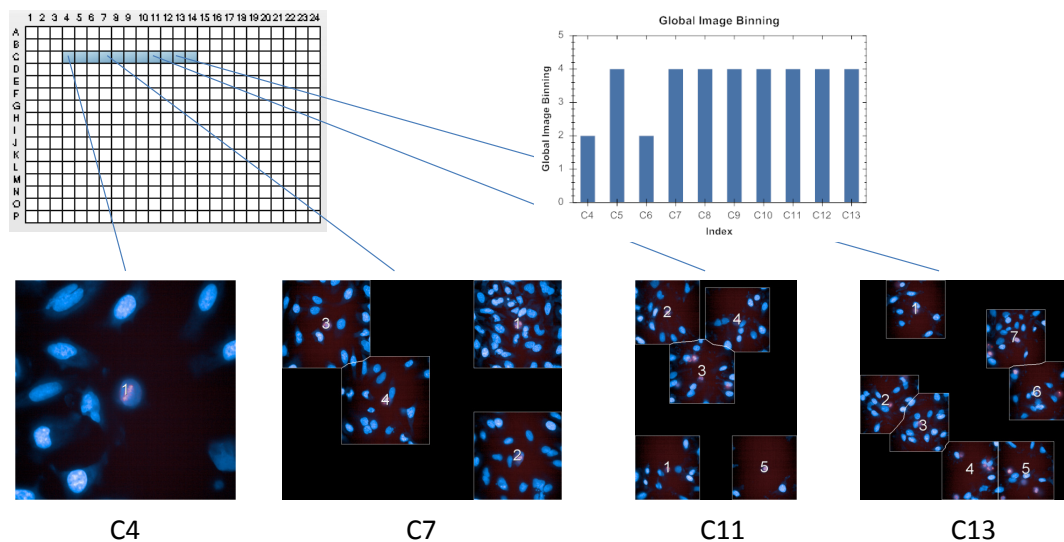 1 2 3 4 5 6 7 8 9 10 11 12 13 14 15 16 17 18 19 20 21 22 23 24
A
B
C
D
E
F
G
H
I
J
K
L
M
N
O
P
Global Image Binning
Global Image Binning
5
4
3
2
1
0
C4 C5 C6 C7 C8 C9 C10 C11 C12 C13
Index
1
3 1
4
2
2 4
3
1 5
1
7
6
2
3
4 5
C4 C7 C11 C13